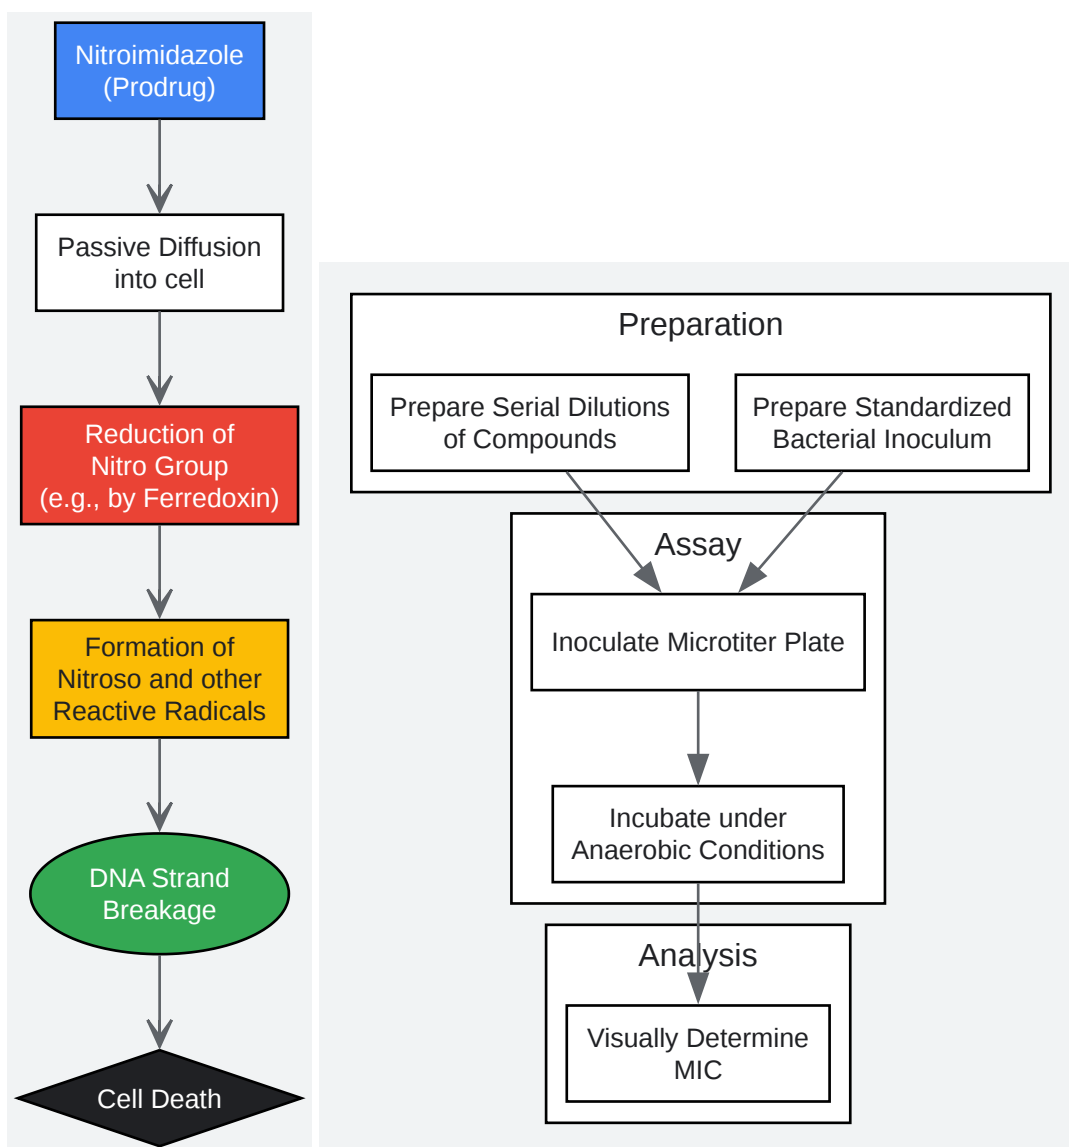 Nitroimidazole
(Prodrug)
Passive Diffusion
into cell
Reduction of
Nitro Group
(e.g., by Ferredoxin)
Formation of
Nitroso and other
Reactive Radicals
DNA Strand
Breakage
Cell Death
Preparation
Prepare Serial Dilutions
of Compounds
Prepare Standardized
Bacterial Inoculum
Assay
Inoculate Microtiter Plate
Incubate under
Anaerobic Conditions
Analysis
Visually Determine
MIC